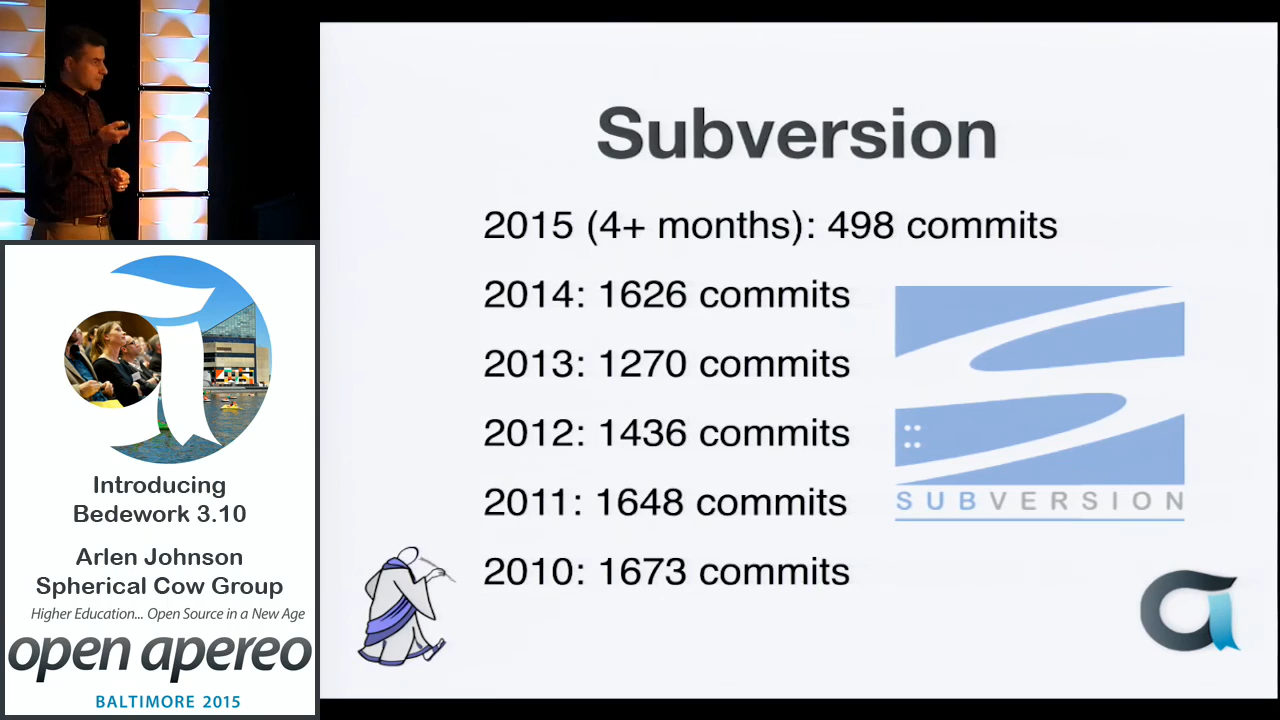 Subversion
2015 (4+ months): 498 commits
2014: 1626 commits
2013: 1270 commits
2012: 1436 commits
2011: 1648 commits
2010: 1673 commits
SUBVERSION
Introducing
Bedework 3.10
Arlen Johnson
Spherical Cow Group
Higher Education... Open Source in a New Age
open apereo
BALTIMORE 2015